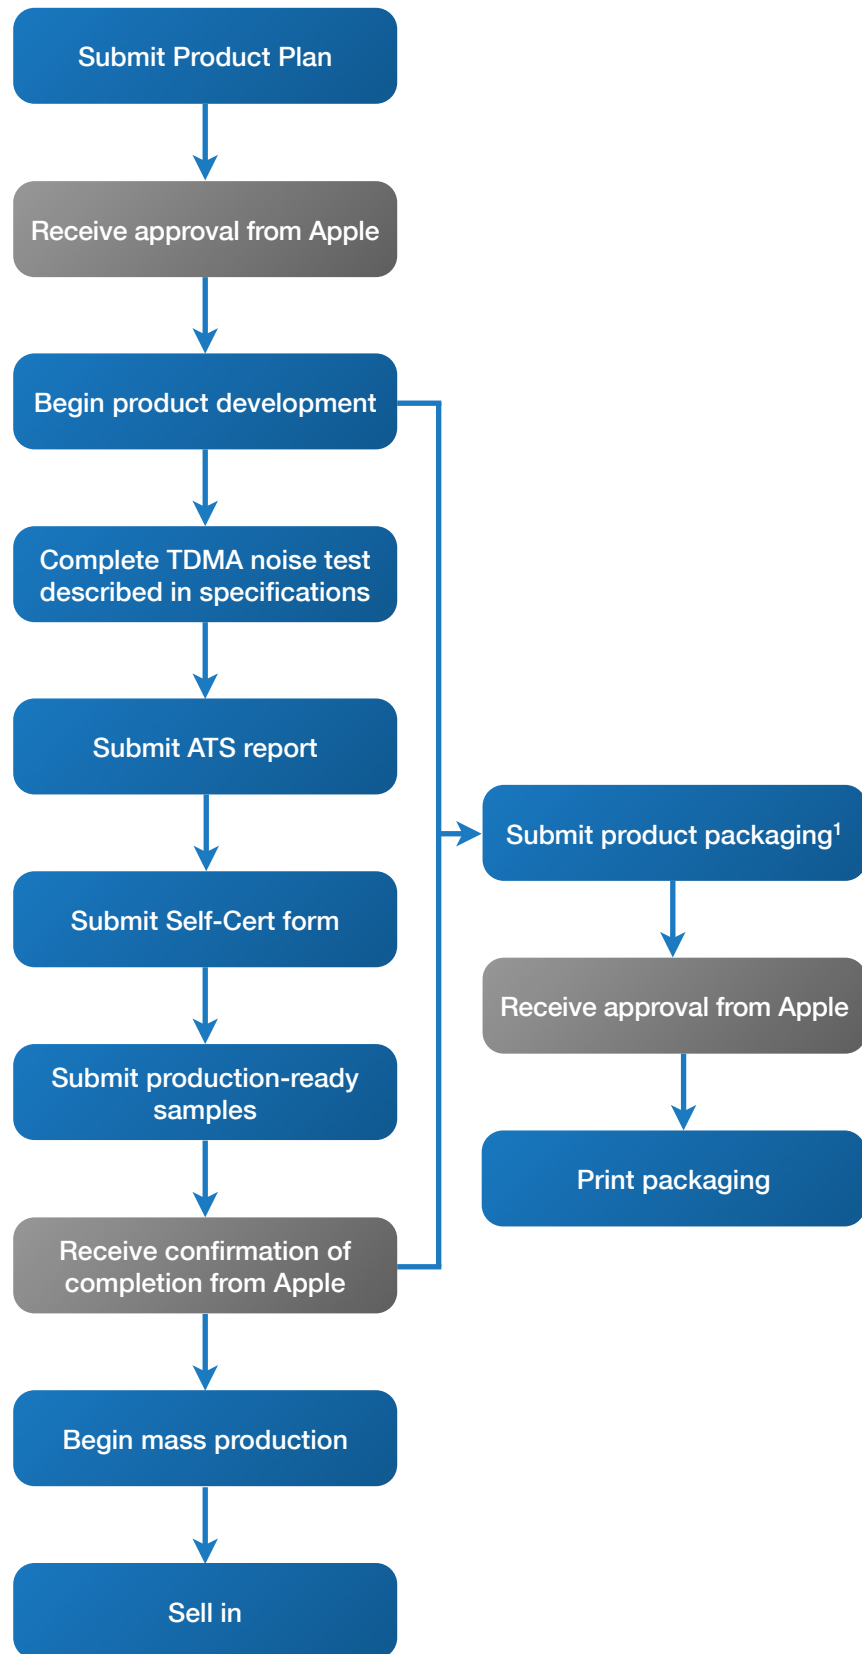 Submit Product Plan
Receive approval from Apple
Begin product development
Complete TDMA noise test
described in specifications
Submit ATS report
Submit Self-Cert form
Submit production-ready
samples
Receive confirmation of
completion from Apple
Begin mass production
Sell in
Submit product packaging¹
Receive approval from Apple
Print packaging